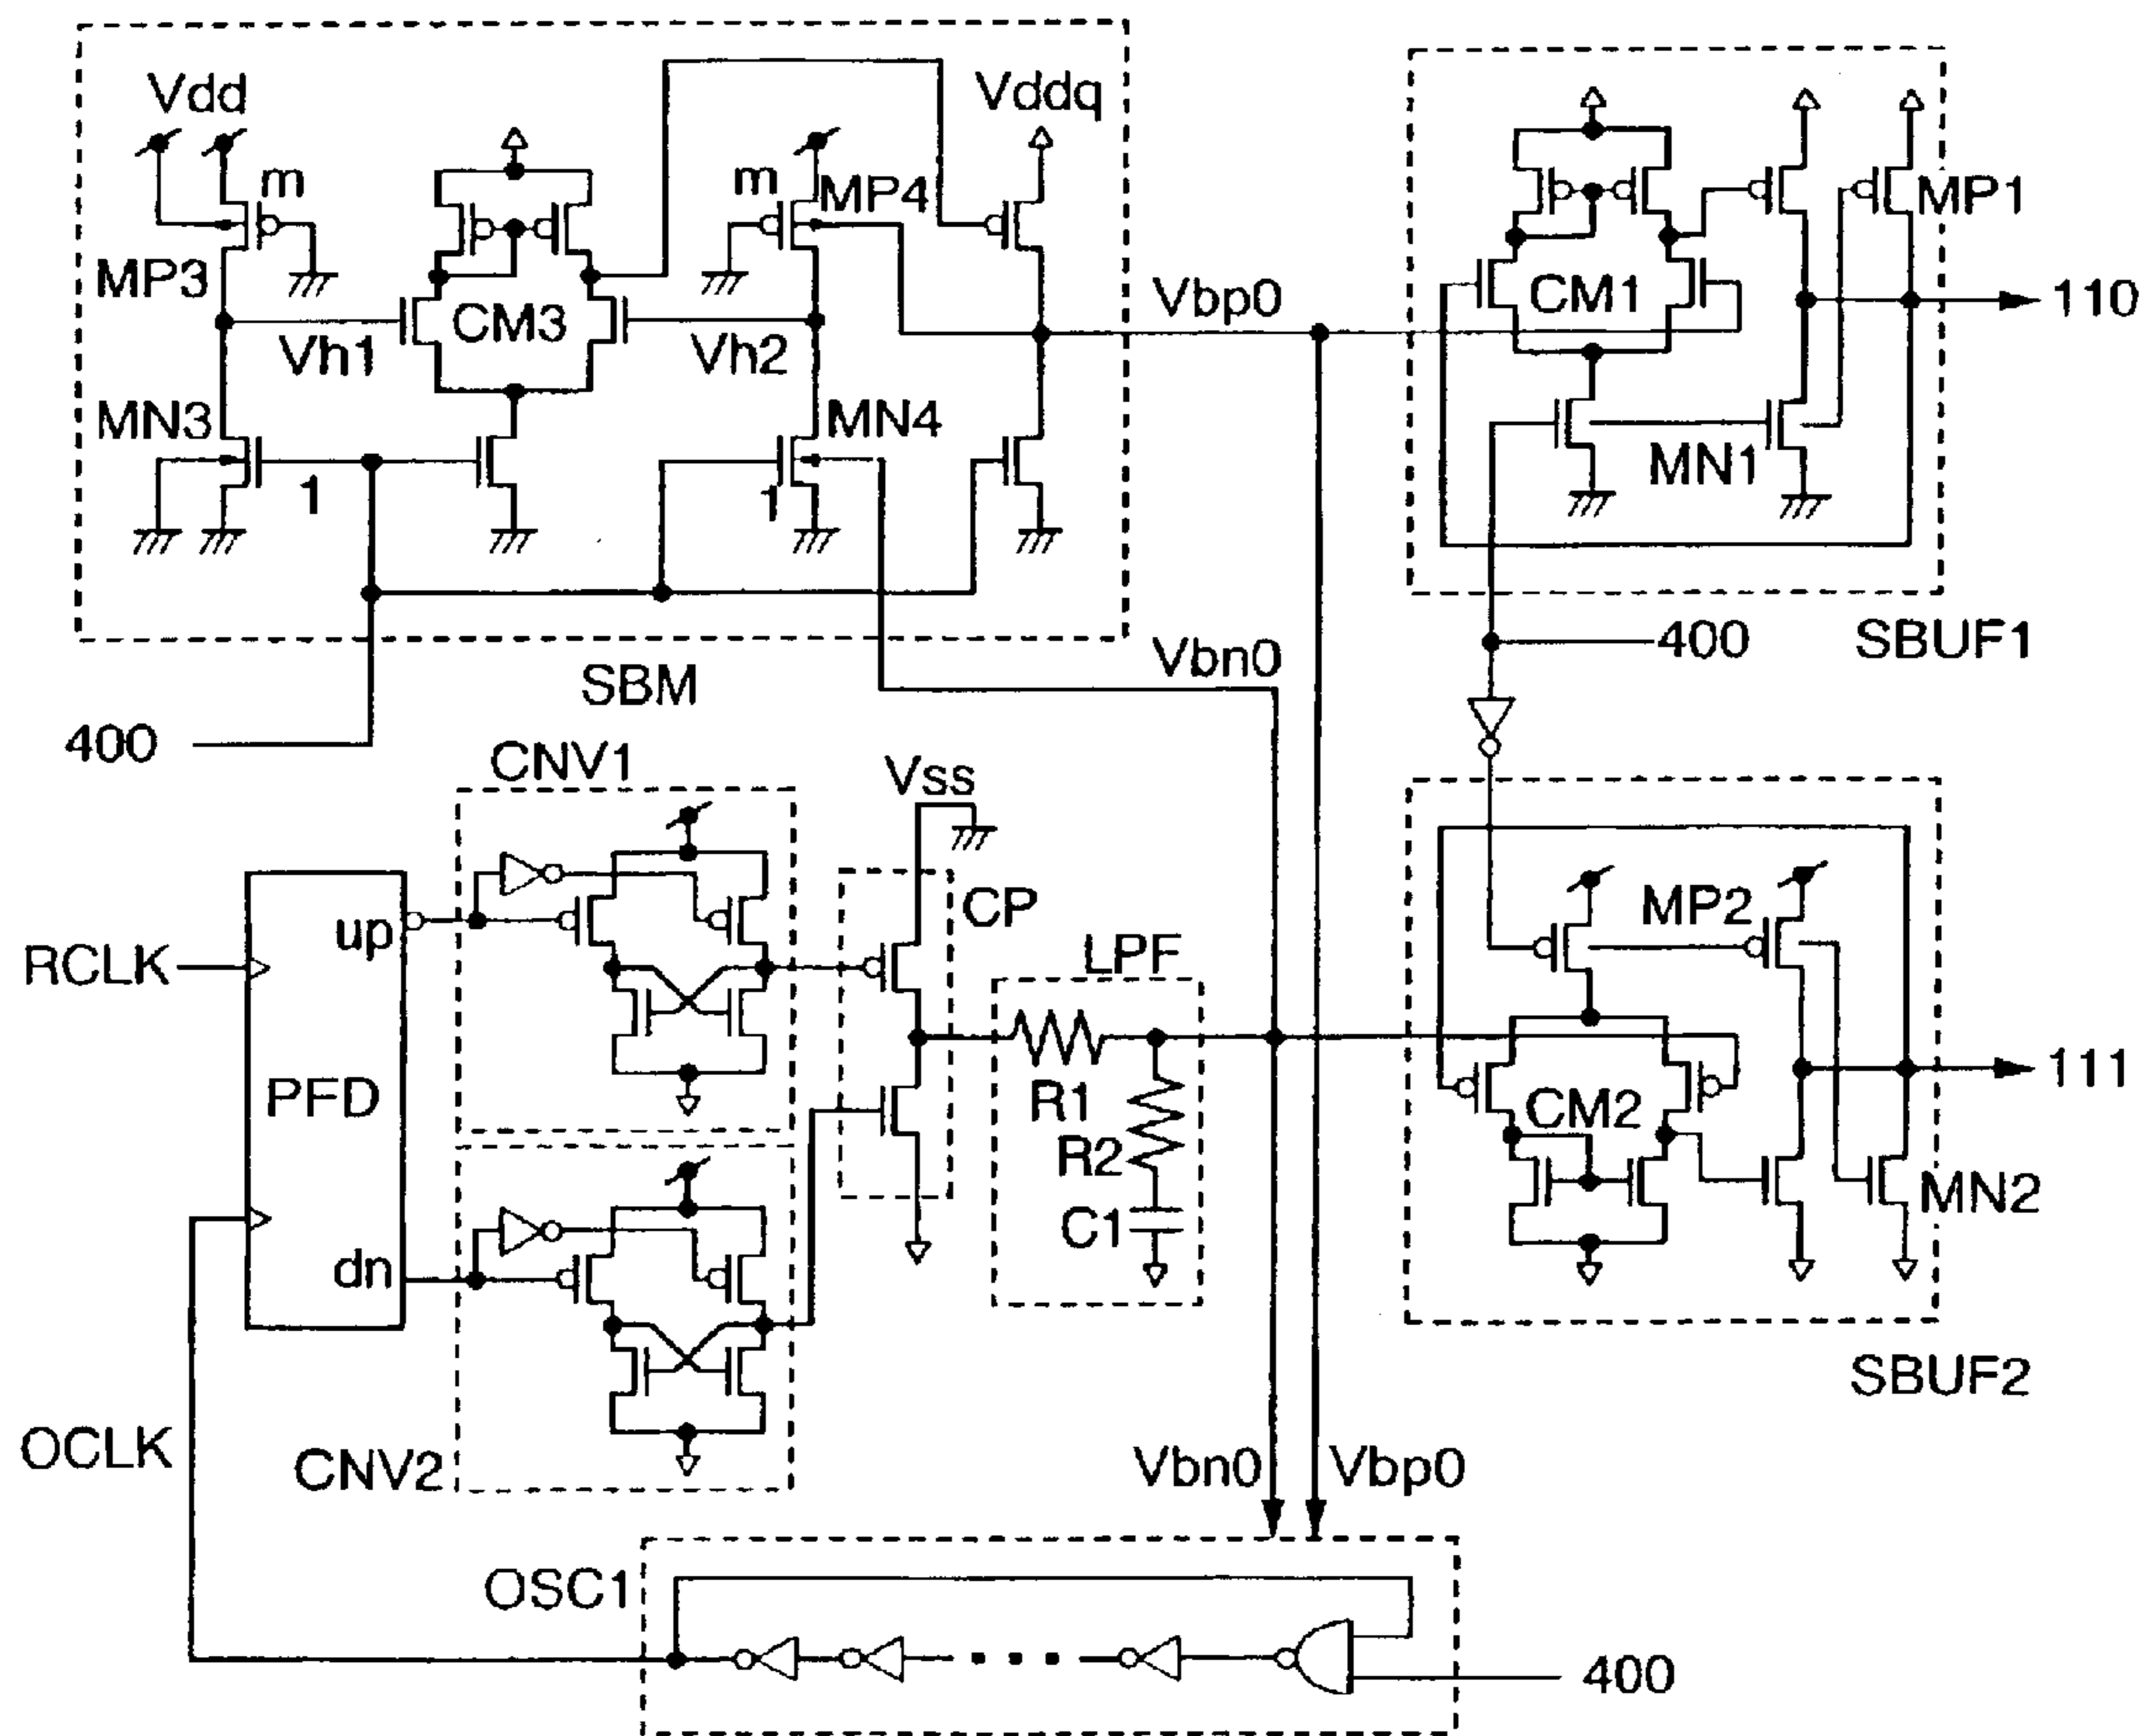 Vdd
m
m
MP4
Vddq
MP1
MP3
CM3
Vh1
Vh2
Vbp0
CM1
110
MN3
1
MN4
1
MN1
Vbn0
400
SBUF1
SBM
400
CNV1
Vss
up
CP
MP2
RCLK
LPF
PFD
R1
R2
C1
CM2
111
MN2
dn
SBUF2
OCLK
CNV2
Vbn0
Vbp0
OSC1
400